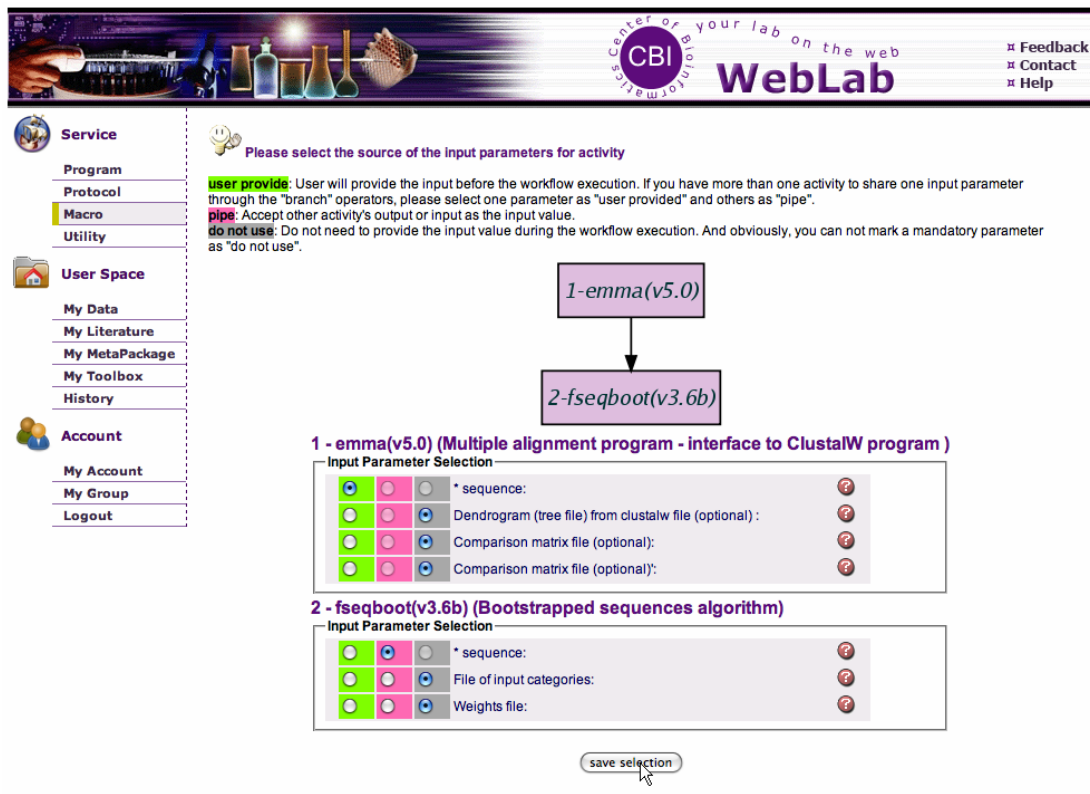 Center of Bioinformatics
CBI
your lab on the web
WebLab
¤ Feedback
¤ Contact
¤ Help
Service
Program
Protocol
Macro
Utility
User Space
My Data
My Literature
My MetaPackage
My Toolbox
History
Account
My Account
My Group
Logout
Please select the source of the input parameters for activity
user provide: User will provide the input before the workflow execution. If you have more than one activity to share one input parameter
through the "branch" operators, please select one parameter as "user provided" and others as "pipe".
pipe: Accept other activity's output or input as the input value.
do not use: Do not need to provide the input value during the workflow execution. And obviously, you can not mark a mandatory parameter
as "do not use".
1-emma(v5.0)
2-fseqboot(v3.6b)
1 - emma(v5.0) (Multiple alignment program - interface to ClustalW program )
Input Parameter Selection
* sequence:
Dendrogram (tree file) from clustalw file (optional) :
Comparison matrix file (optional):
Comparison matrix file (optional)':
2 - fseqboot(v3.6b) (Bootstrapped sequences algorithm)
Input Parameter Selection
* sequence:
File of input categories:
Weights file:
save selection